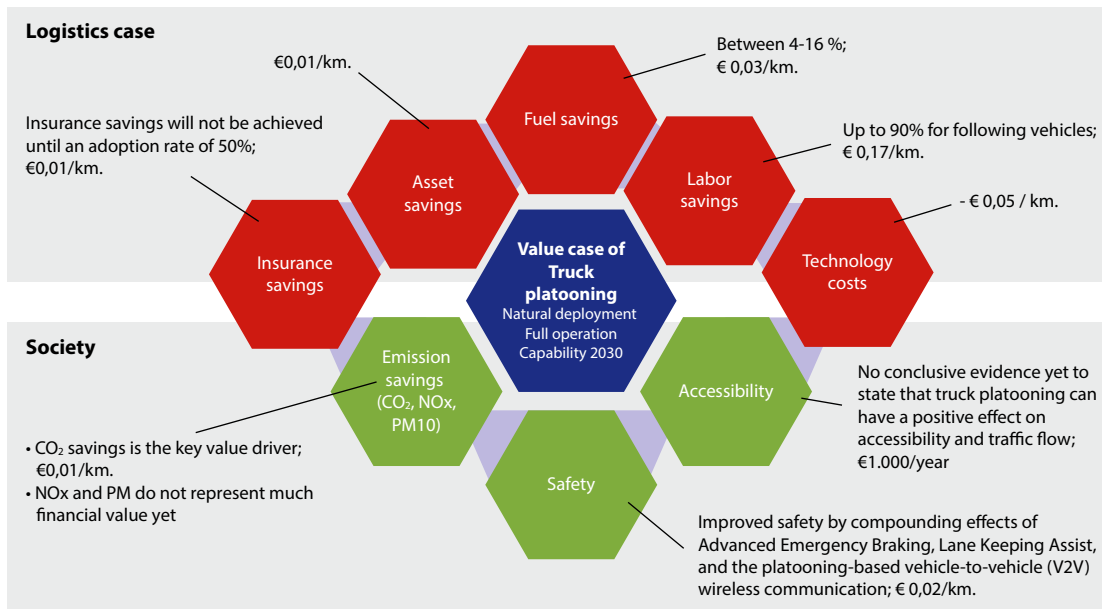 Logistics case
€0,01/km.
Between 4-16 %;
€ 0,03/km.
Fuel savings
Insurance savings will not be achieved
until an adoption rate of 50%;
€0,01/km.
Up to 90% for following vehicles;
€ 0,17/km.
Asset
savings
Labor
savings
- € 0,05 / km.
Insurance
savings
Technology
costs
Value case of
Truck
platooning
Natural deployment
Full operation
Capability 2030
Society
Emission
savings
(CO₂, NOx,
PM10)
Accessibility
No conclusive evidence yet to
state that truck platooning can
have a positive effect on
accessibility and traffic flow;
€1.000/year
• CO₂ savings is the key value driver;
€0,01/km.
• NOx and PM do not represent much
financial value yet
Safety
Improved safety by compounding effects of
Advanced Emergency Braking, Lane Keeping Assist,
and the platooning-based vehicle-to-vehicle (V2V)
wireless communication; € 0,02/km.